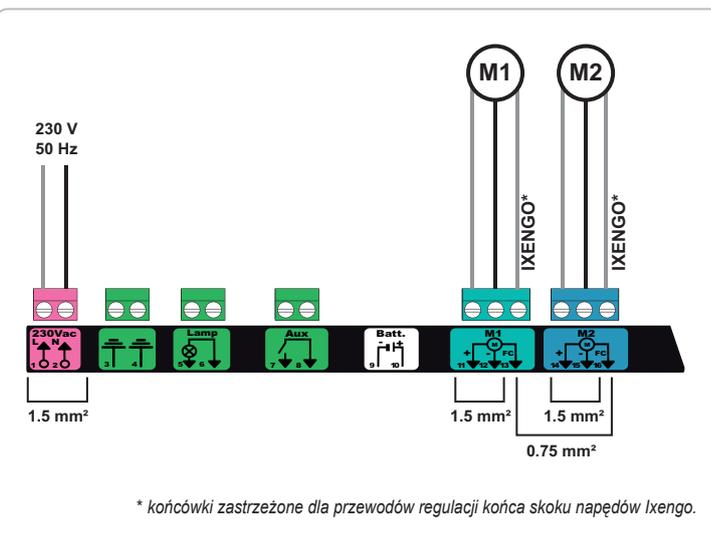 M1 M2
230 V
50 Hz
IXENGO* IXENGO*
230Vac Lamp Aux Batt. M1 M2
L N - + M M
+ - FC + - FC
1 2 3 4 5 6 7 8 9 10 11 12 13 14 15 16
1.5 mm² 1.5 mm² 1.5 mm²
0.75 mm²
* końcówki zastrzeżone dla przewodów regulacji końca skoku napędów Ixengo.